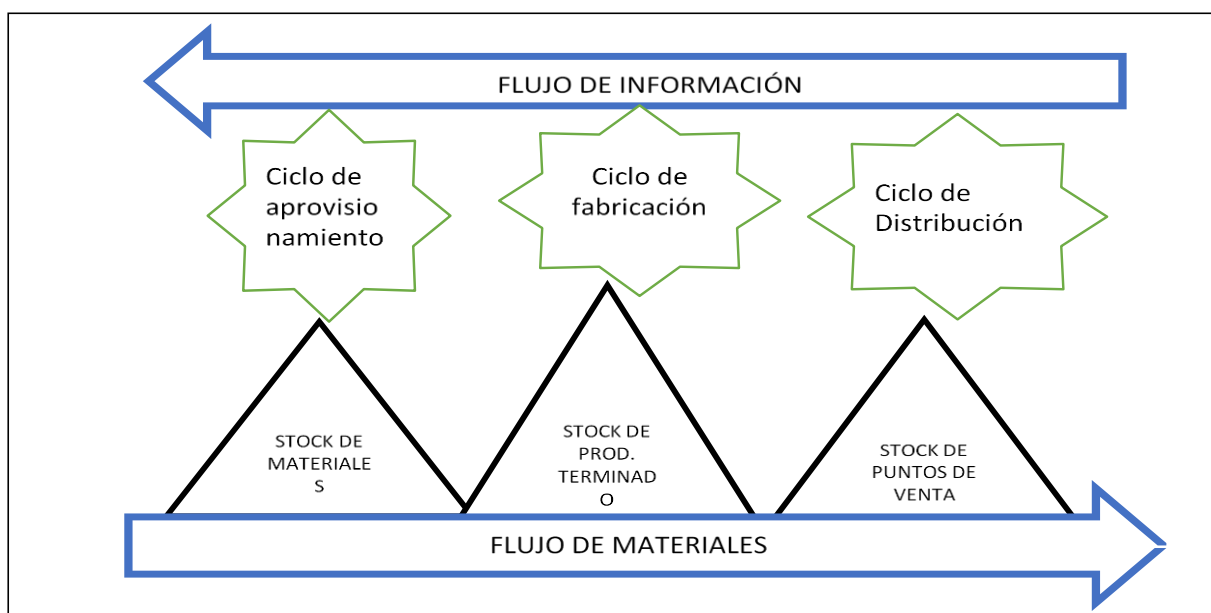 FLUJO DE INFORMACIÓN
Ciclo de
aprovisio
namiento
Ciclo de
fabricación
Ciclo de
Distribución
STOCK DE
MATERIALE
S
STOCK DE
PROD.
TERMINAD
O
STOCK DE
PUNTOS DE
VENTA
FLUJO DE MATERIALES